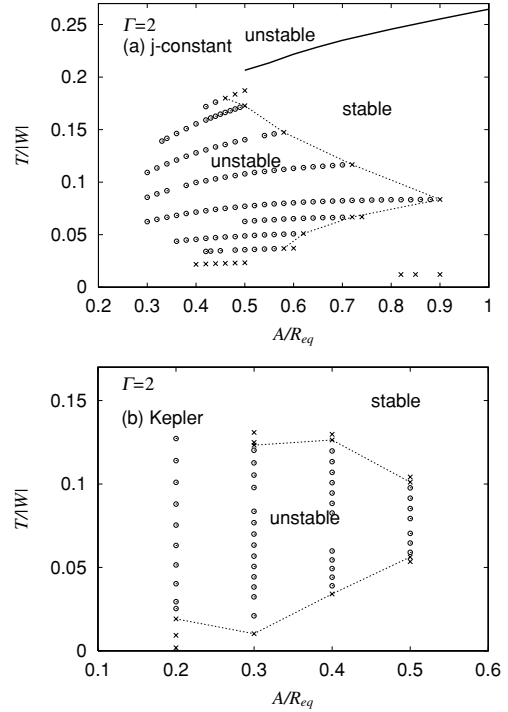 Γ=2
(a) j-constant
unstable
stable
unstable
T/|W|
0.25
0.2
0.15
0.1
0.05
0
0.2 0.3 0.4 0.5 0.6 0.7 0.8 0.9 1
A/R_eq
Γ=2
(b) Kepler
stable
unstable
T/|W|
0.15
0.1
0.05
0
0.1 0.2 0.3 0.4 0.5 0.6
A/R_eq